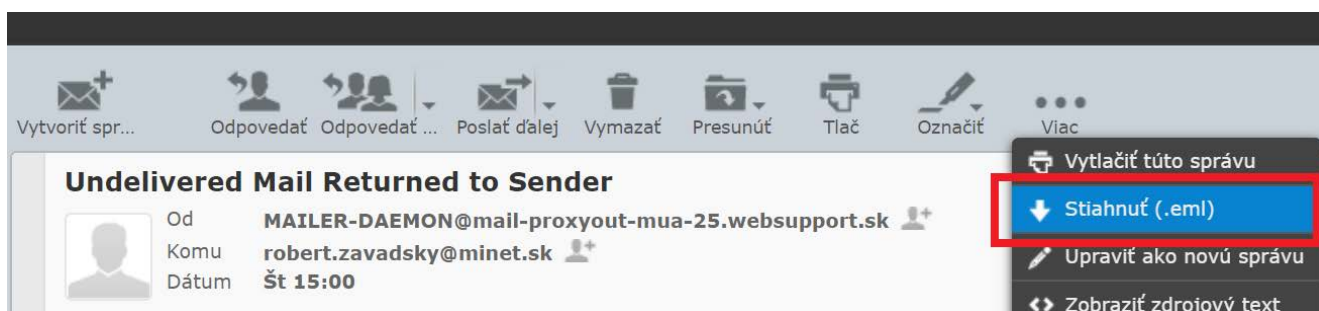 Vytvoriť spr...
Odpovedať
Odpovedať ...
Poslať ďalej
Vymazať
Presunúť
Tlač
Označiť
Viac
Vytlačiť túto správu
Undelivered Mail Returned to Sender
Stiahnuť (.eml)
Od MAILER-DAEMON@mail-proxyout-mua-25.websupport.sk
Komu robert.zavadsky@minet.sk
Upraviť ako novú správu
Dátum Št 15:00
Zobraziť zdrojový text